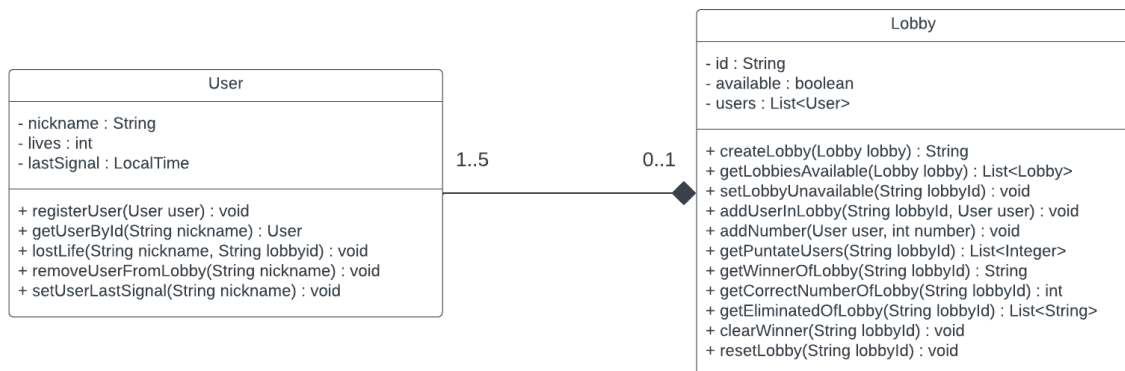 User
- nickname : String
- lives : int
- lastSignal : LocalTime
+ registerUser(User user) : void
+ getUserById(String nickname) : User
+ lostLife(String nickname, String lobbyid) : void
+ removeUserFromLobby(String nickname) : void
+ setUserLastSignal(String nickname) : void
1..5
0..1
Lobby
- id : String
- available : boolean
- users : List<User>
+ createLobby(Lobby lobby) : String
+ getLobbiesAvailable(Lobby lobby) : List<Lobby>
+ setLobbyUnavailable(String lobbyId) : void
+ addUserInLobby(String lobbyId, User user) : void
+ addNumber(User user, int number) : void
+ getPuntateUsers(String lobbyId) : List<Integer>
+ getWinnerOfLobby(String lobbyId) : String
+ getCorrectNumberOfLobby(String lobbyId) : int
+ getEliminatedOfLobby(String lobbyId) : List<String>
+ clearWinner(String lobbyId) : void
+ resetLobby(String lobbyId) : void